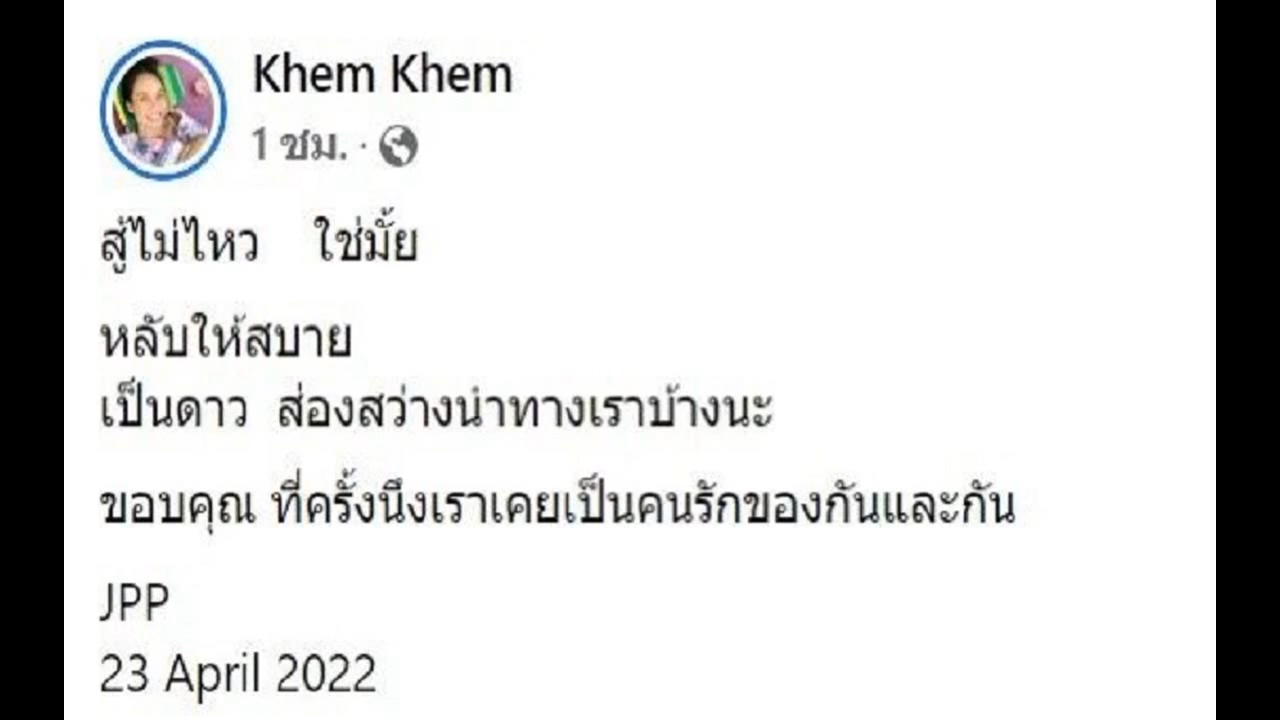 Khem Khem
1 ชม. ·
สู้ไม่ไหว ใช่มั้ย
หลับให้สบาย
เป็นดาว ส่องสว่างนำทางเราบ้างนะ
ขอบคุณ ที่ครั้งนึงเราเคยเป็นคนรักของกันและกัน
JPP
23 April 2022